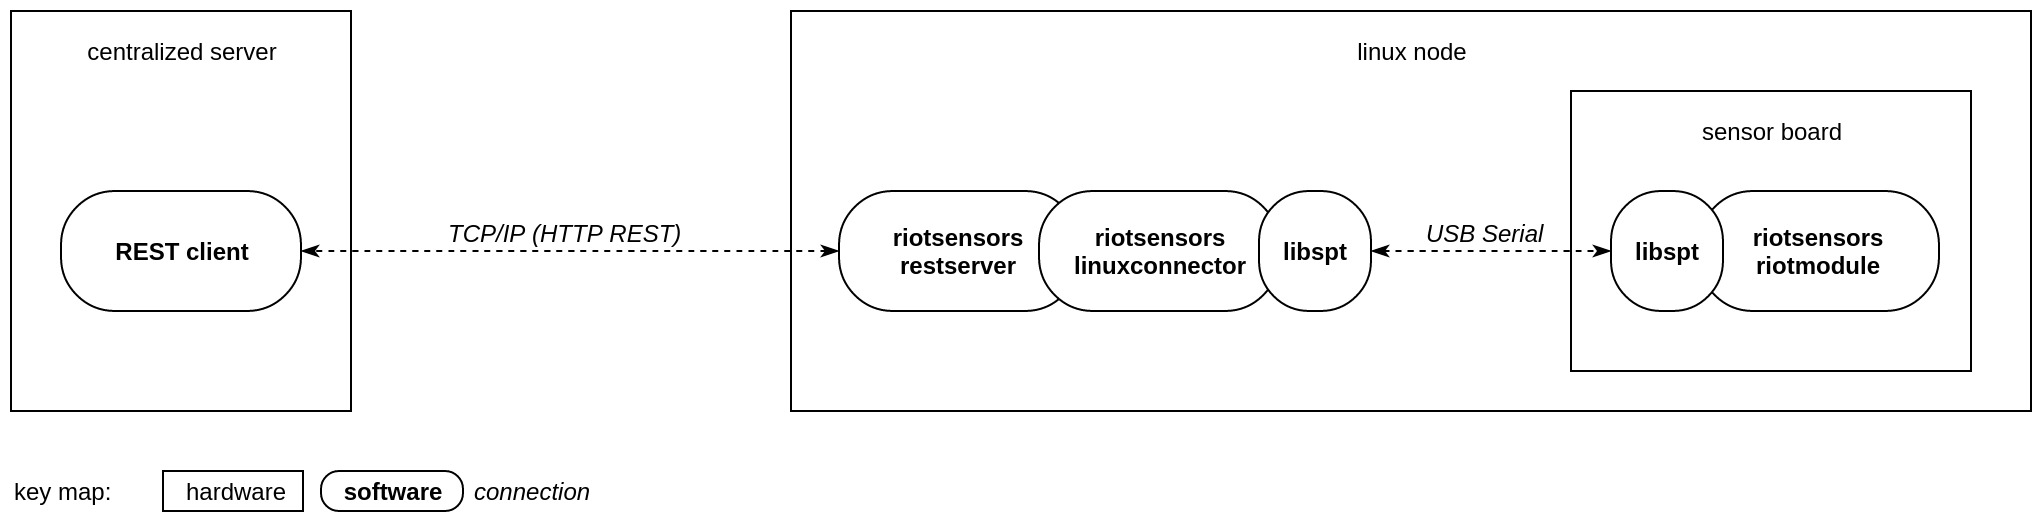 centralized server
linux node
sensor board
REST client
TCP/IP (HTTP REST)
riotsensors
restserver
riotsensors
linuxconnector
libspt
USB Serial
libspt
riotsensors
riotmodule
key map:
hardware
software
connection